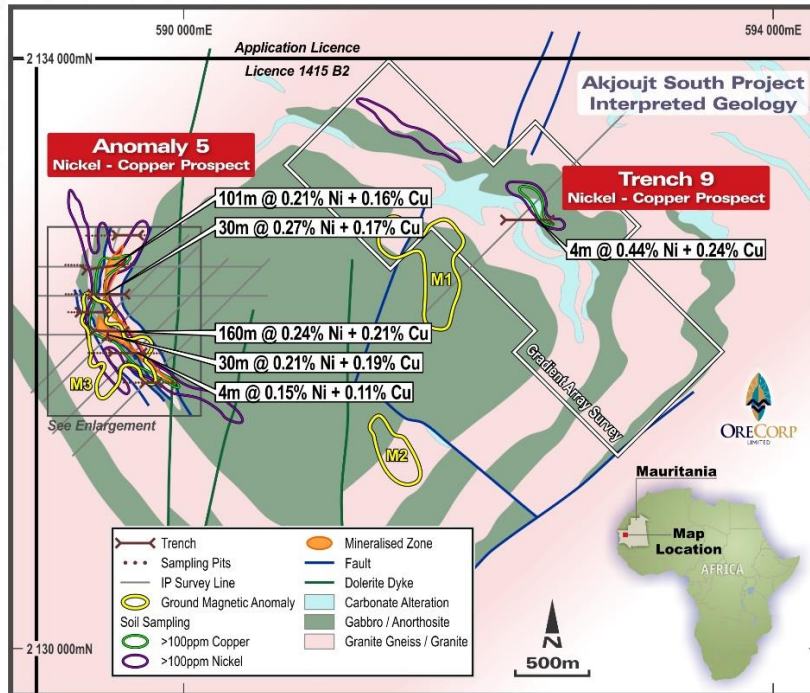 590 000mE
594 000mE
2 134 000mN
Application Licence
Licence 1415 B2
Akjoujt South Project
Interpreted Geology
Anomaly 5
Nickel - Copper Prospect
101m @ 0.21% Ni + 0.16% Cu
30m @ 0.27% Ni + 0.17% Cu
Trench 9
Nickel - Copper Prospect
4m @ 0.44% Ni + 0.24% Cu
M1
160m @ 0.24% Ni + 0.21% Cu
30m @ 0.21% Ni + 0.19% Cu
4m @ 0.15% Ni + 0.11% Cu
M3
See Enlargement
Gradient Array Survey
M2
ORECORP
LIMITED
Mauritania
Map
Location
AFRICA
Trench
Sampling Pits
IP Survey Line
Ground Magnetic Anomaly
Soil Sampling
>100ppm Copper
>100ppm Nickel
Mineralised Zone
Fault
Dolerite Dyke
Carbonate Alteration
Gabbro / Anorthosite
Granite Gneiss / Granite
N
500m
2 130 000mN